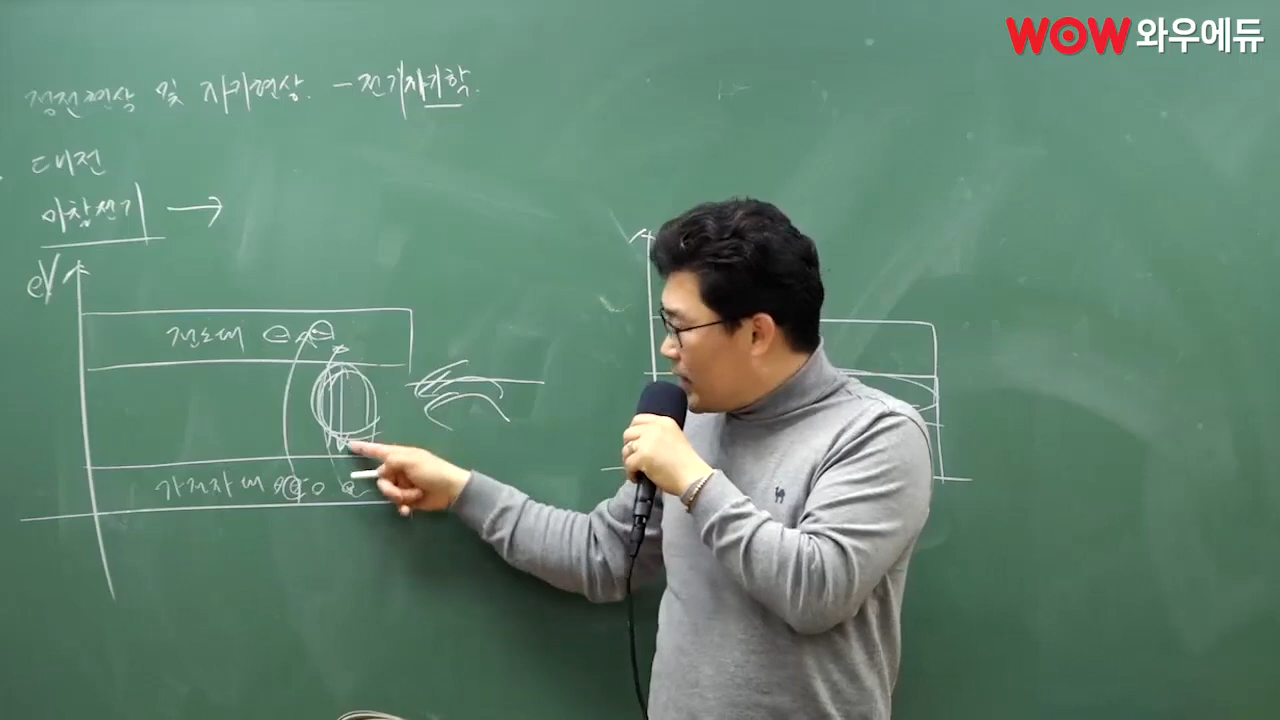 WOW 와우에듀
정전현상 및 자기현상. - 전기자기학.
대전
마찰전기 →
eV
전도대 ⊖ ⊖
가전자대